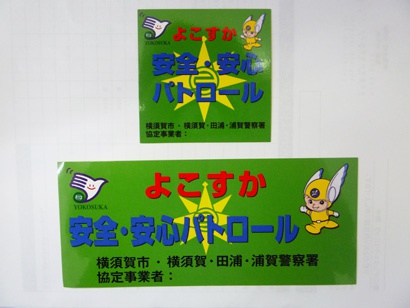 YOKOSUKA
よこすか
安全・安心
パトロール
横須賀市・横須賀・田浦・浦賀警察署
協定事業者：
YOKOSUKA
よこすか
安全・安心パトロール
横須賀市・横須賀・田浦・浦賀警察署
協定事業者：